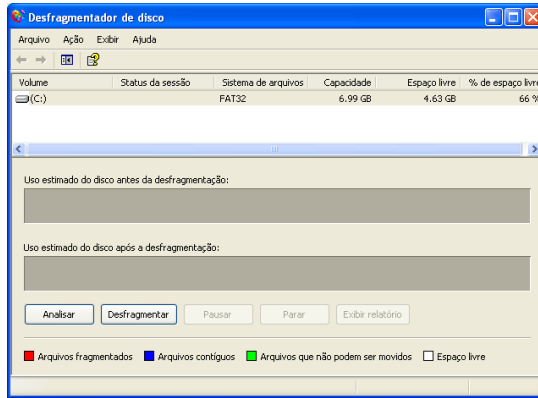 Desfragmentador de disco
Arquivo Ação Exibir Ajuda
Volume Status da sessão Sistema de arquivos Capacidade Espaço livre % de espaço livre
(C:) FAT32 6.99 GB 4.63 GB 66 %
Uso estimado do disco antes da desfragmentação:
Uso estimado do disco após a desfragmentação:
Analisar Desfragmentar Pausar Parar Exibir relatório
Arquivos fragmentados Arquivos contíguos Arquivos que não podem ser movidos Espaço livre